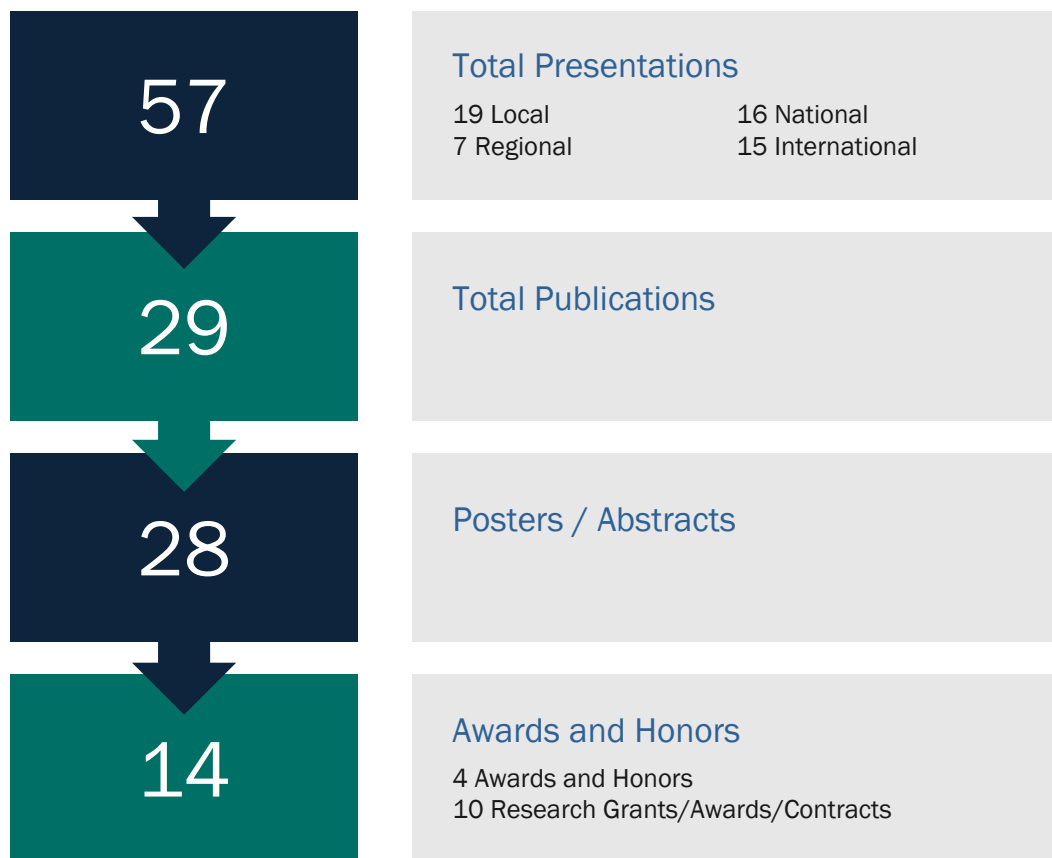 57
Total Presentations
19 Local
16 National
7 Regional
15 International
29
Total Publications
28
Posters / Abstracts
14
Awards and Honors
4 Awards and Honors
10 Research Grants/Awards/Contracts